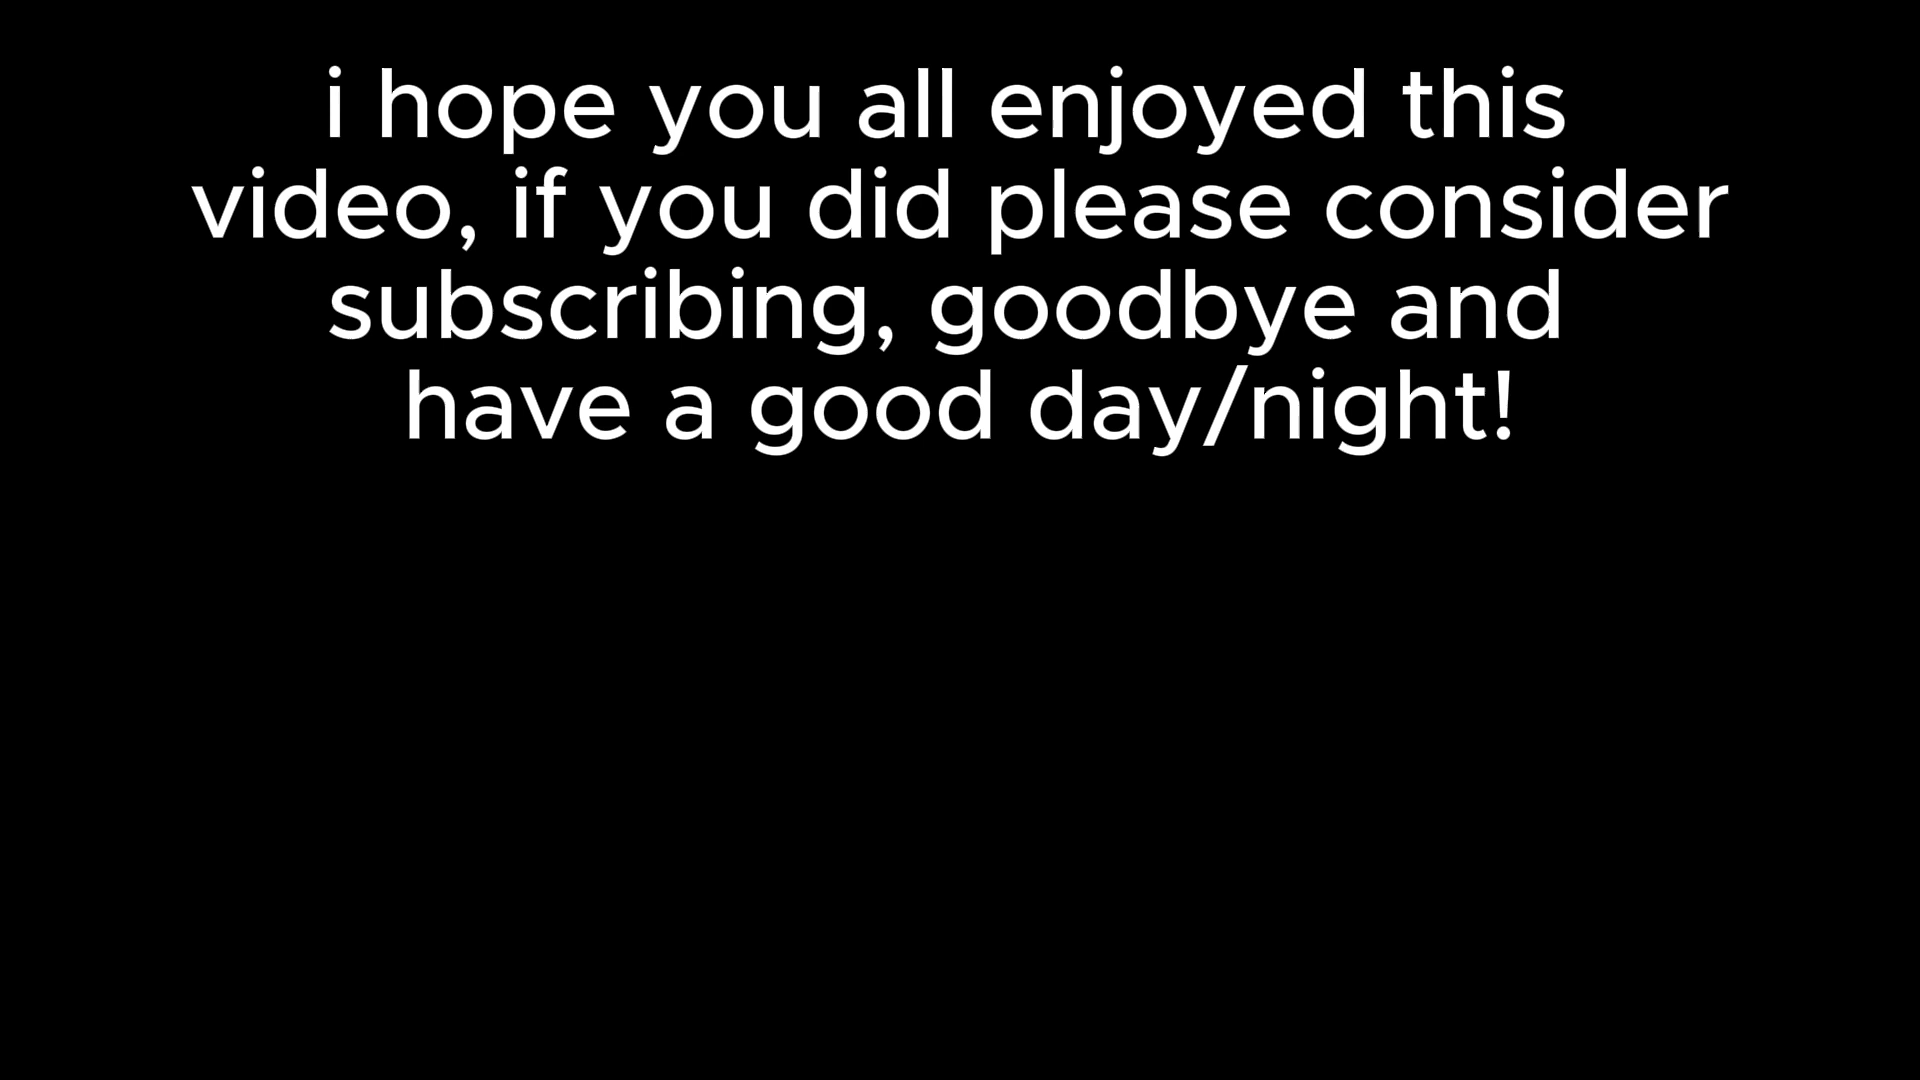 i hope you all enjoyed this
video, if you did please consider
subscribing, goodbye and
have a good day/night!